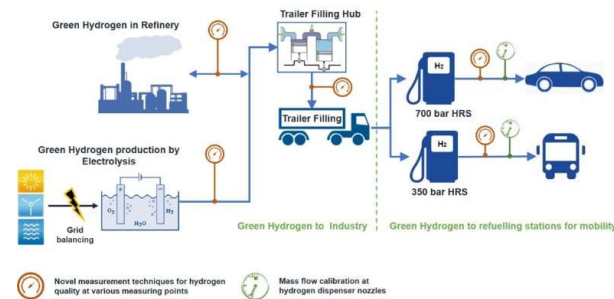 Green Hydrogen in Refinery
Trailer Filling Hub
H₂
700 bar HRS
Trailer Filling
Green Hydrogen production by
Electrolysis
H₂
350 bar HRS
+
−
O₂
H₂
H₂O
Grid
balancing
Green Hydrogen to Industry
Green Hydrogen to refuelling stations for mobility
Novel measurement techniques for hydrogen
quality at various measuring points
Mass flow calibration at
hydrogen dispenser nozzles